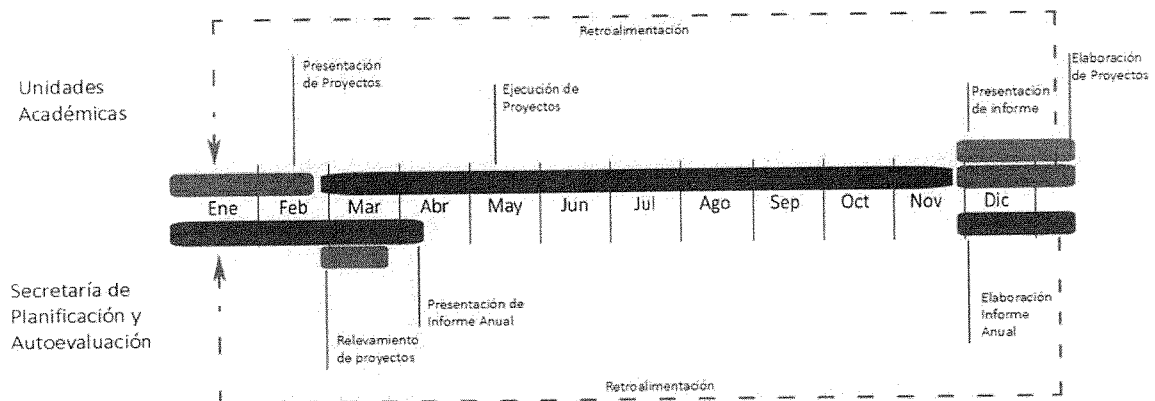 Retroalimentación
Elaboración
de Proyectos
Presentación
de Proyectos
Unidades
Académicas
Ejecución de
Proyectos
Presentación
de informe
Ene
Feb
Mar
Abr
May
Jun
Jul
Ago
Sep
Oct
Nov
Dic
Secretaría de
Planificación y
Autoevaluación
Presentación de
Informe Anual
Relevamiento
de proyectos
Elaboración
Informe
Anual
Retroalimentación